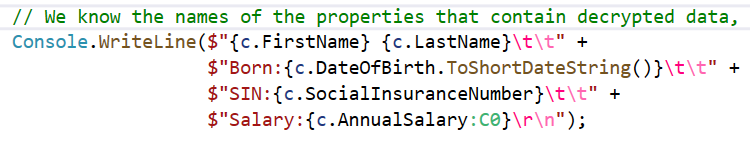 // We know the names of the properties that contain decrypted data,
Console.WriteLine($"{c.FirstName} {c.LastName}\t\t" +
$"Born:{c.DateOfBirth.ToShortDateString()}\t\t" +
$"SIN:{c.SocialInsuranceNumber}\t\t" +
$"Salary:{c.AnnualSalary:C0}\r\n");